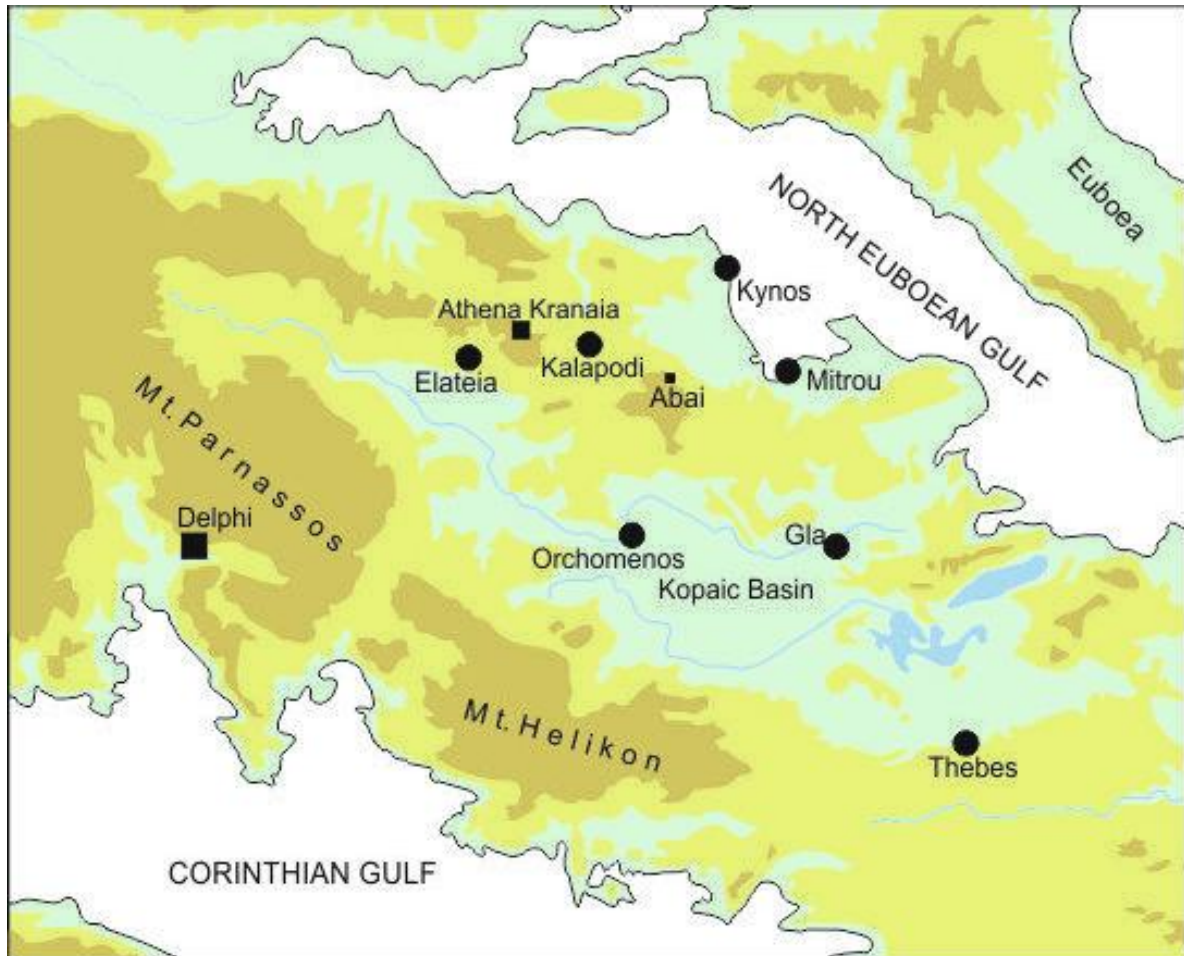 Euboea
NORTH EUBOEAN GULF
Kynos
Athena Kranaia
Kalapodi
Elateia
Abai
Mitrou
Mt. Parnassos
Delphi
Orchomenos
Gla
Kopaic Basin
Mt. Helikon
Thebes
CORINTHIAN GULF